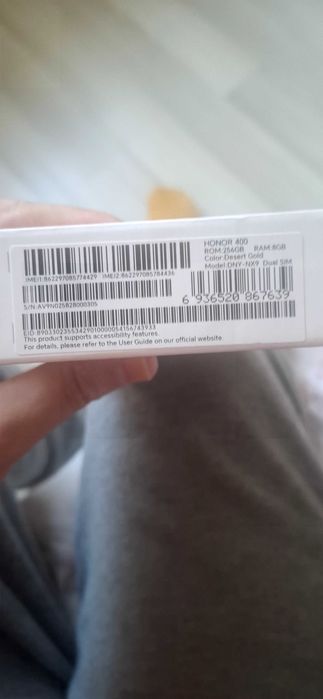 HONOR 400
ROM:256GB RAM:8GB
Color:Desert Gold
Model:DNY-NX9 Dual SIM
IMEI1:862297085774429 IMEI2:862297085784436
S/N:AV9N025828000305
6 936520 867639
EID:89033023553429010000054156743933
This product supports accessibility features.
For details, please refer to the User Guide on our official website.